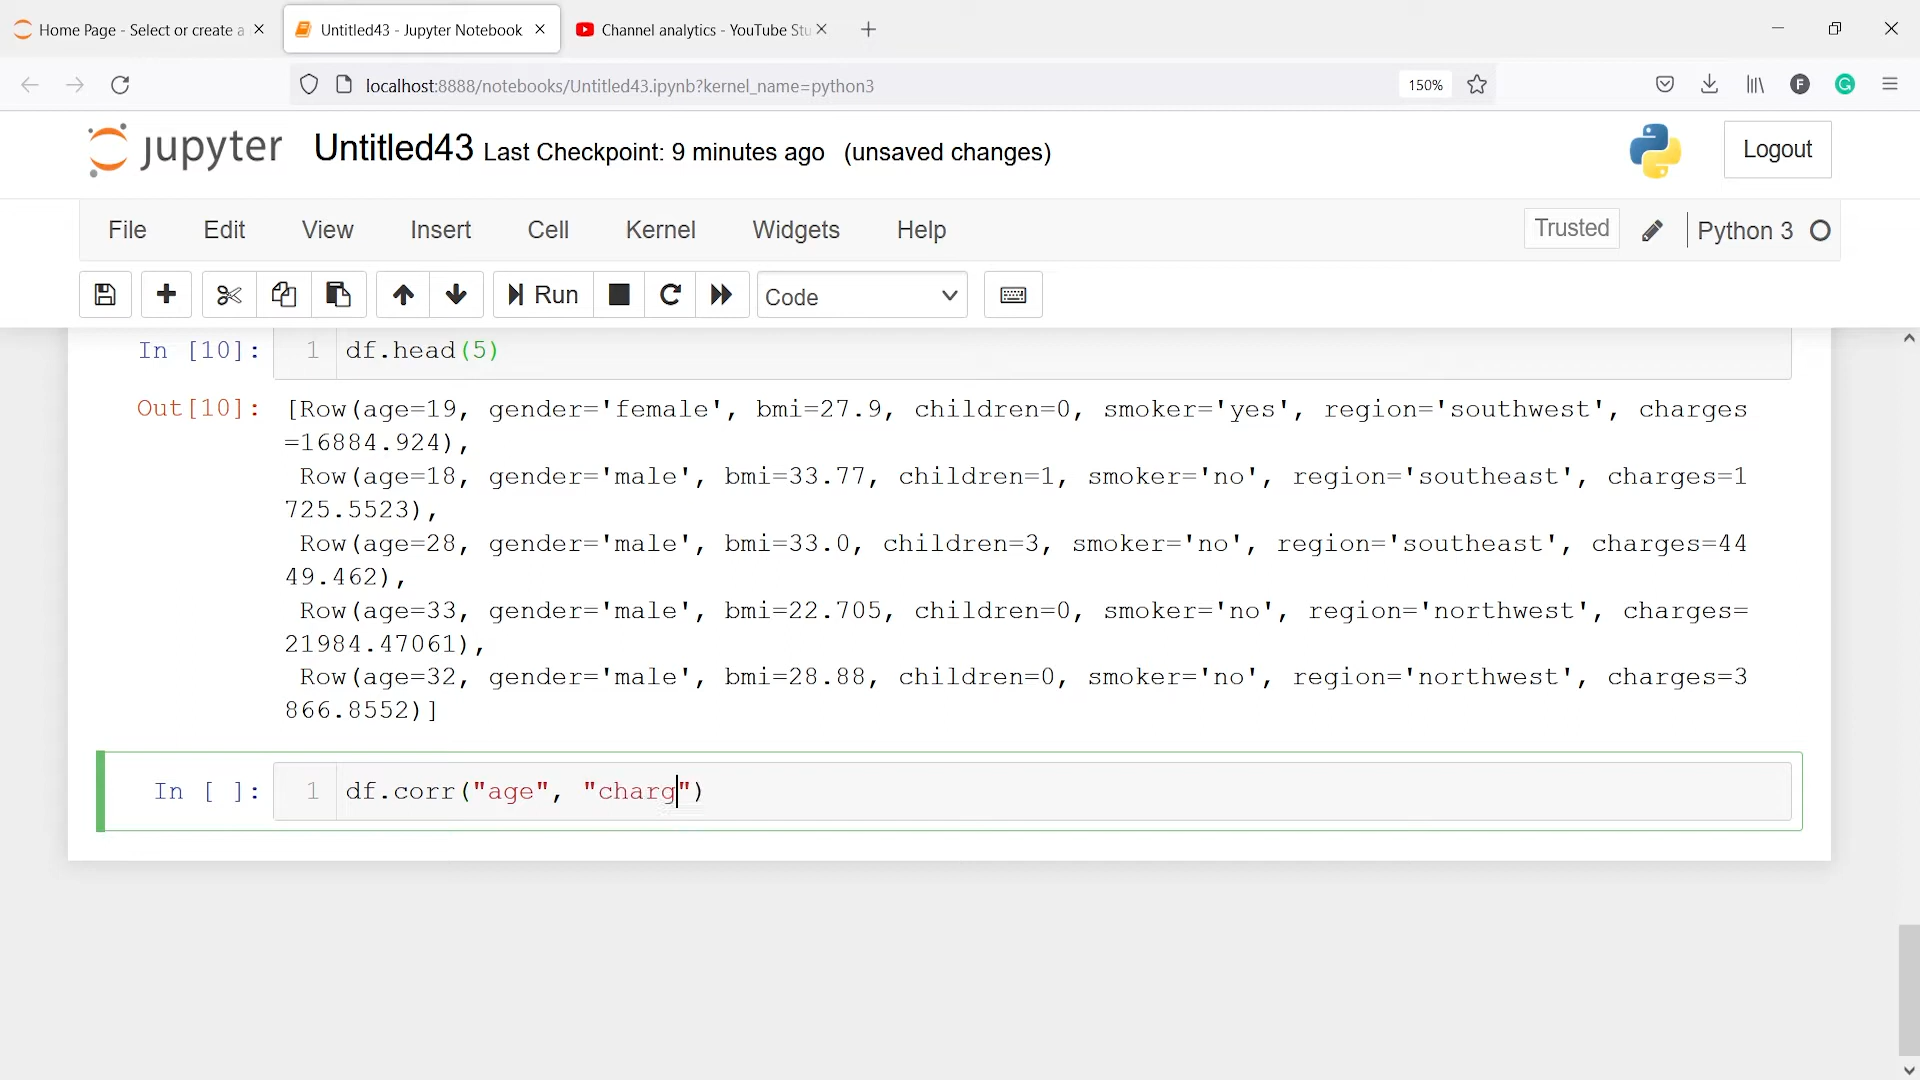 Home Page - Select or create a
Untitled43 - Jupyter Notebook
Channel analytics - YouTube Stu
localhost:8888/notebooks/Untitled43.ipynb?kernel_name=python3
150%
F
G
jupyter Untitled43 Last Checkpoint: 9 minutes ago (unsaved changes)
Logout
File Edit View Insert Cell Kernel Widgets Help
Trusted Python 3
Run Code
In [10]: 1 df.head(5)
Out[10]: [Row(age=19, gender='female', bmi=27.9, children=0, smoker='yes', region='southwest', charges
=16884.924),
Row(age=18, gender='male', bmi=33.77, children=1, smoker='no', region='southeast', charges=1
725.5523),
Row(age=28, gender='male', bmi=33.0, children=3, smoker='no', region='southeast', charges=44
49.462),
Row(age=33, gender='male', bmi=22.705, children=0, smoker='no', region='northwest', charges=
21984.47061),
Row(age=32, gender='male', bmi=28.88, children=0, smoker='no', region='northwest', charges=3
866.8552)]
In [ ]: 1 df.corr("age", "charg")